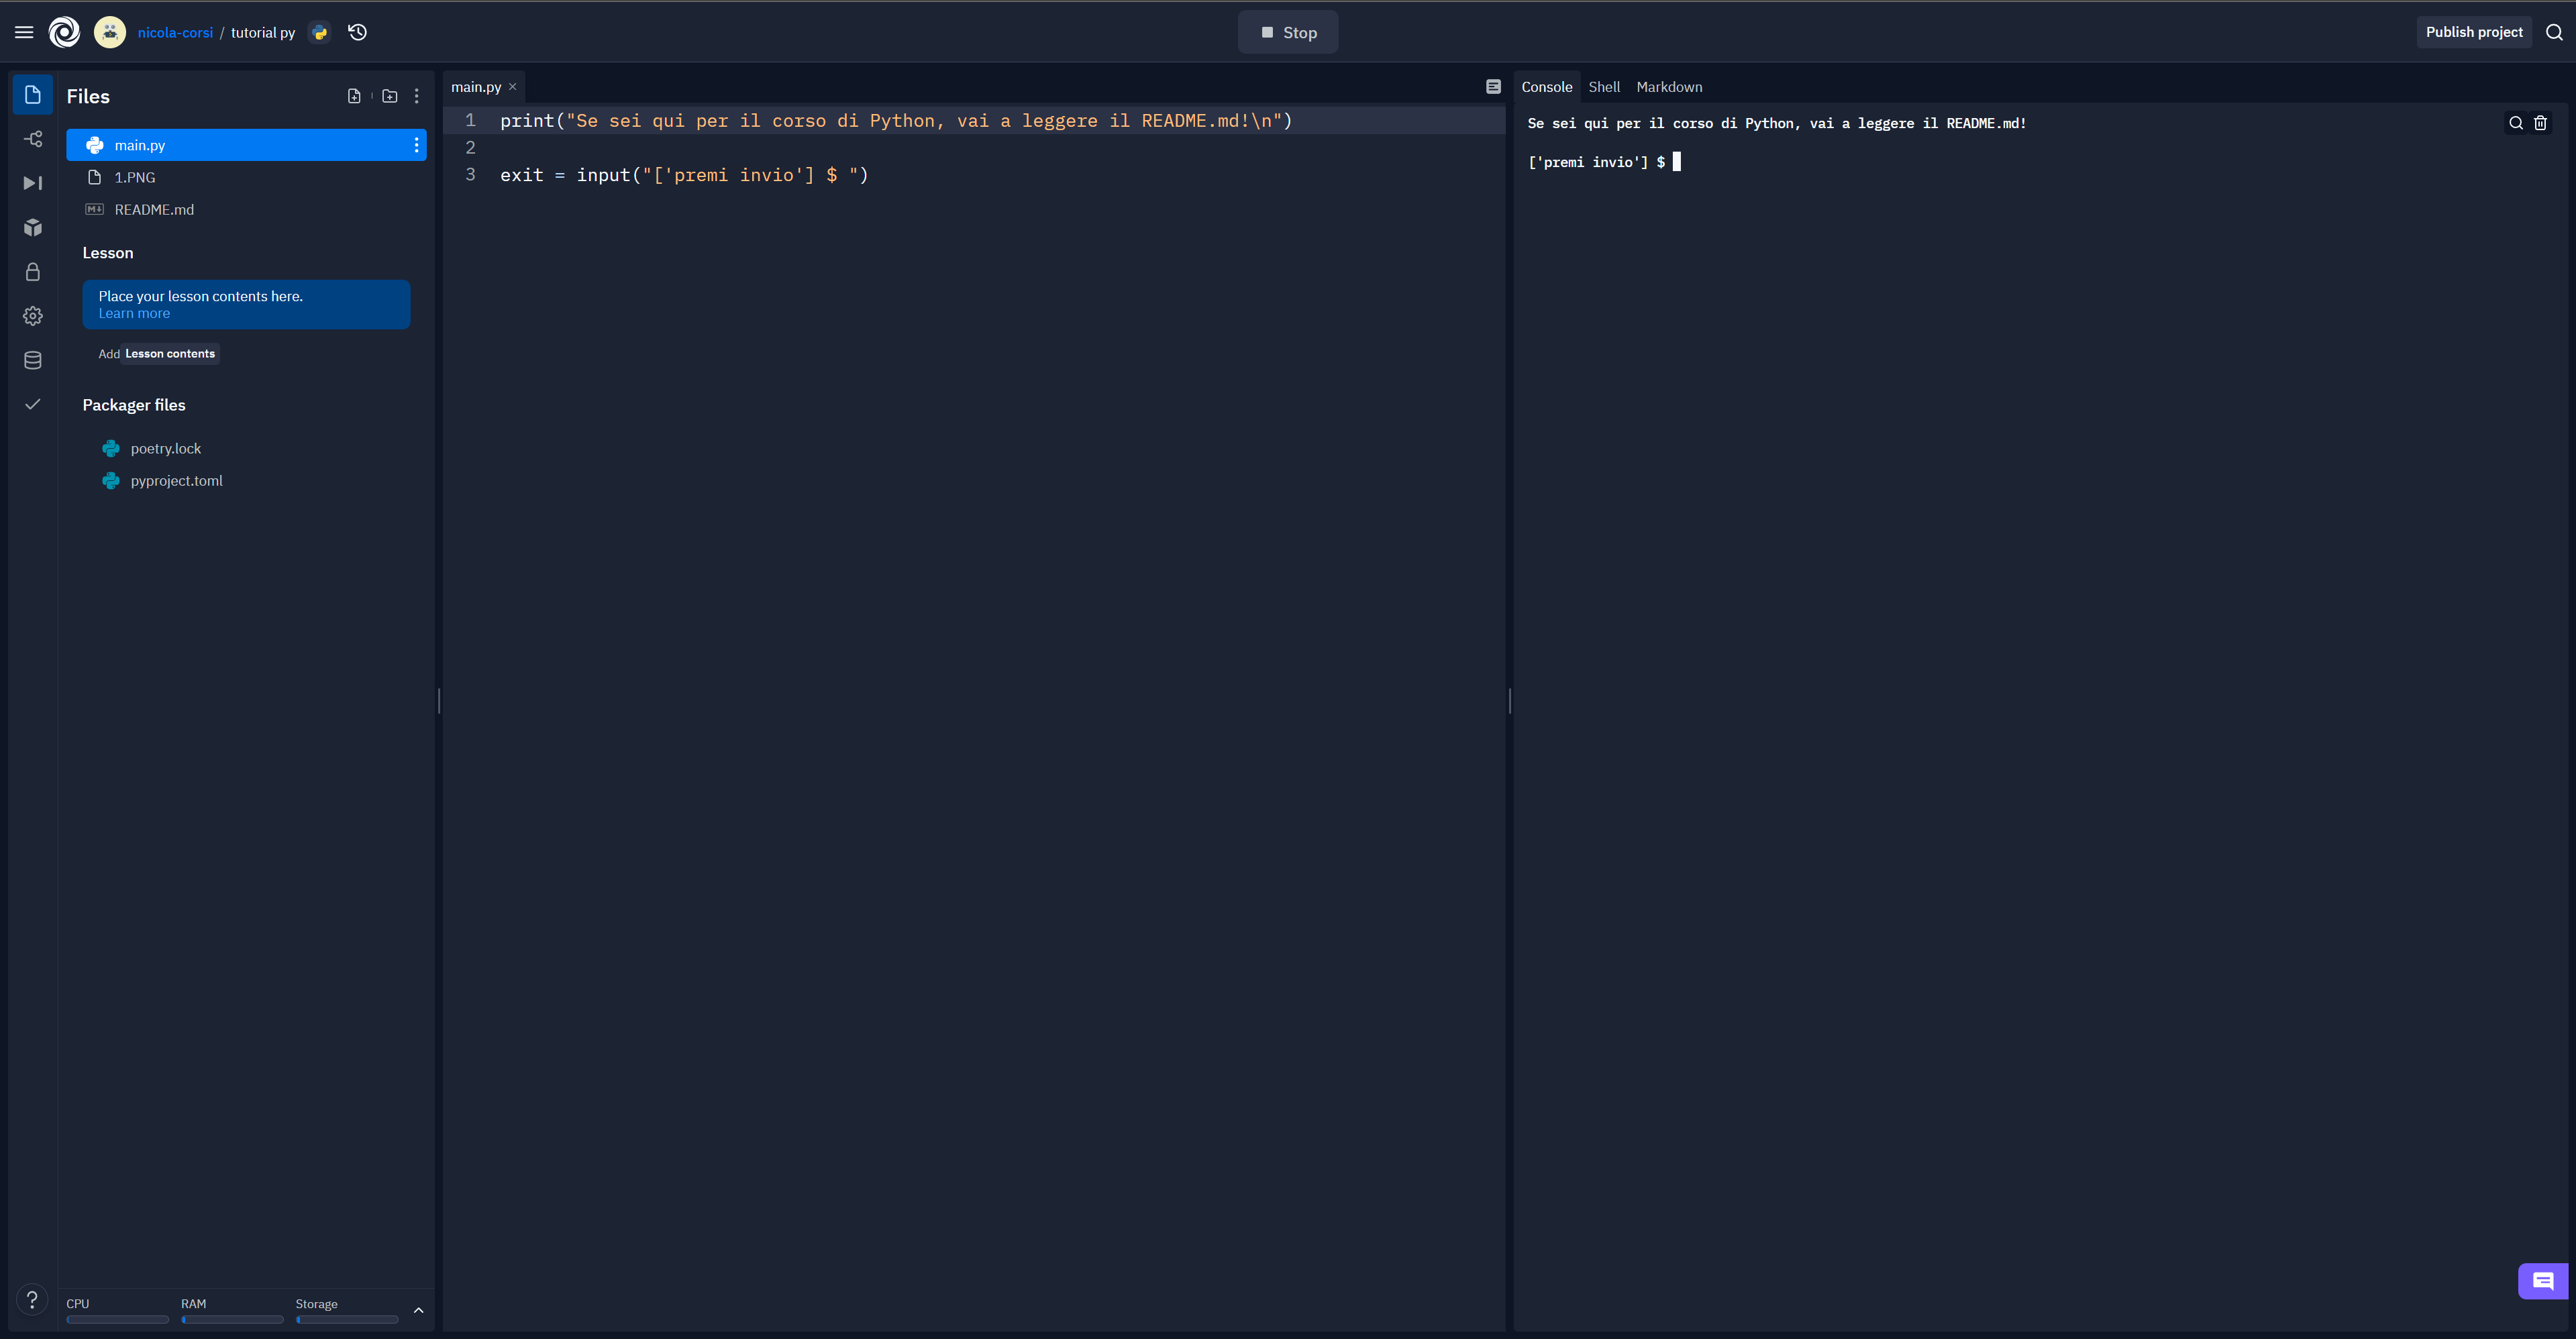 nicola-corsi / tutorial py
Stop
Publish project
Files
main.py
1.PNG
README.md
Lesson
Place your lesson contents here.
Learn more
Add Lesson contents
Packager files
poetry.lock
pyproject.toml
CPU RAM Storage
main.py
1 print("Se sei qui per il corso di Python, vai a leggere il README.md!\n")
2
3 exit = input("['premi invio'] $ ")
Console Shell Markdown
Se sei qui per il corso di Python, vai a leggere il README.md!
['premi invio'] $